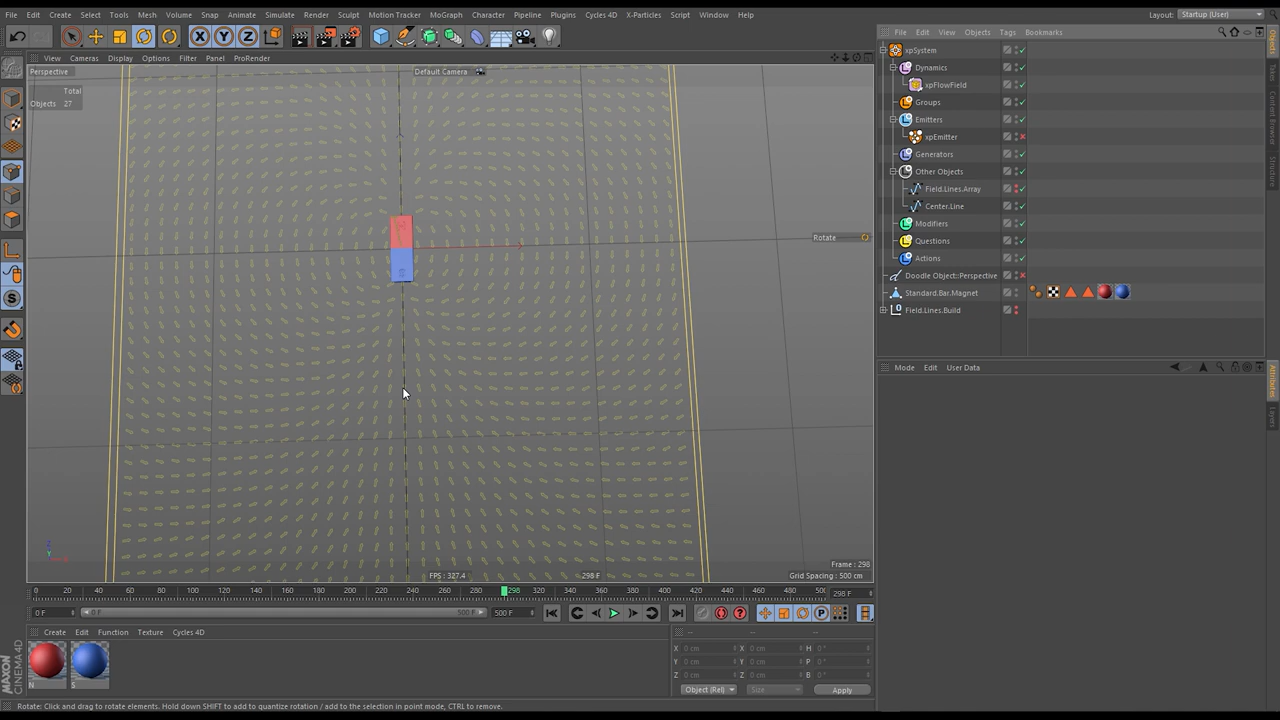 File Edit Create Select Tools Mesh Volume Snap Animate Simulate Render Sculpt Motion Tracker MoGraph Character Pipeline Plugins Cycles 4D X-Particles Script Window Help
Layout: Startup (User)
File Edit View Objects Tags Bookmarks
View Cameras Display Options Filter Panel ProRender
Perspective
Default Camera
Total
Objects 27
Rotate
Frame : 298
FPS : 327.4
298 F
Grid Spacing : 500 cm
xpSystem
Dynamics
xpFlowField
Groups
Emitters
xpEmitter
Generators
Other Objects
Field.Lines.Array
Center.Line
Modifiers
Questions
Actions
Doodle Object::Perspective
Standard.Bar.Magnet
Field.Lines.Build
Objects
Takes
Content Browser
Structure
Mode Edit User Data
Attributes
Layers
0 20 40 60 80 100 120 140 160 180 200 220 240 260 280 298 320 340 360 380 400 420 440 460 480 500
298 F
0 F
0 F
500 F
500 F
Create Edit Function Texture Cycles 4D
N
S
-- -- --
X 0 cm X 0 cm H 0 °
Y 0 cm Y 0 cm P 0 °
Z 0 cm Z 0 cm B 0 °
Object (Rel) Size Apply
MAXON CINEMA 4D
Rotate: Click and drag to rotate elements. Hold down SHIFT to add to quantize rotation / add to the selection in point mode, CTRL to remove.